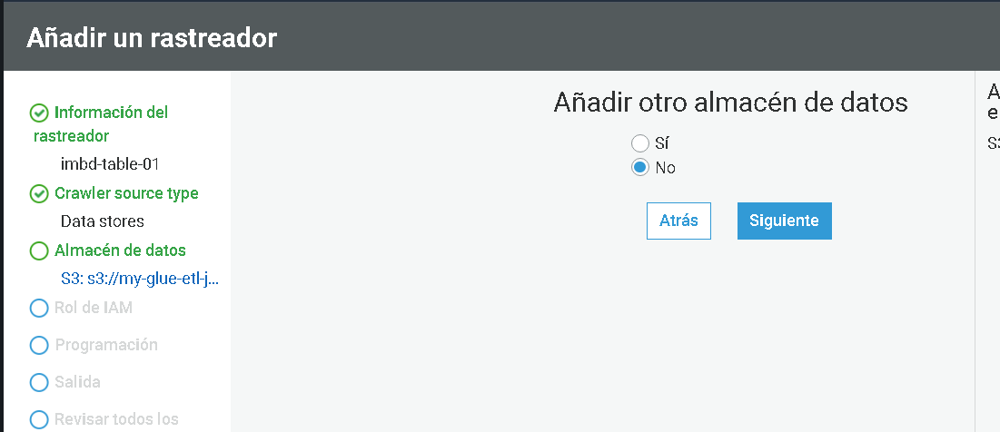 Añadir un rastreador
Información del
rastreador
imbd-table-01
Crawler source type
Data stores
Almacén de datos
S3: s3://my-glue-etl-j...
Rol de IAM
Programación
Salida
Revisar todos los
Añadir otro almacén de datos
Sí
No
Atrás
Siguiente